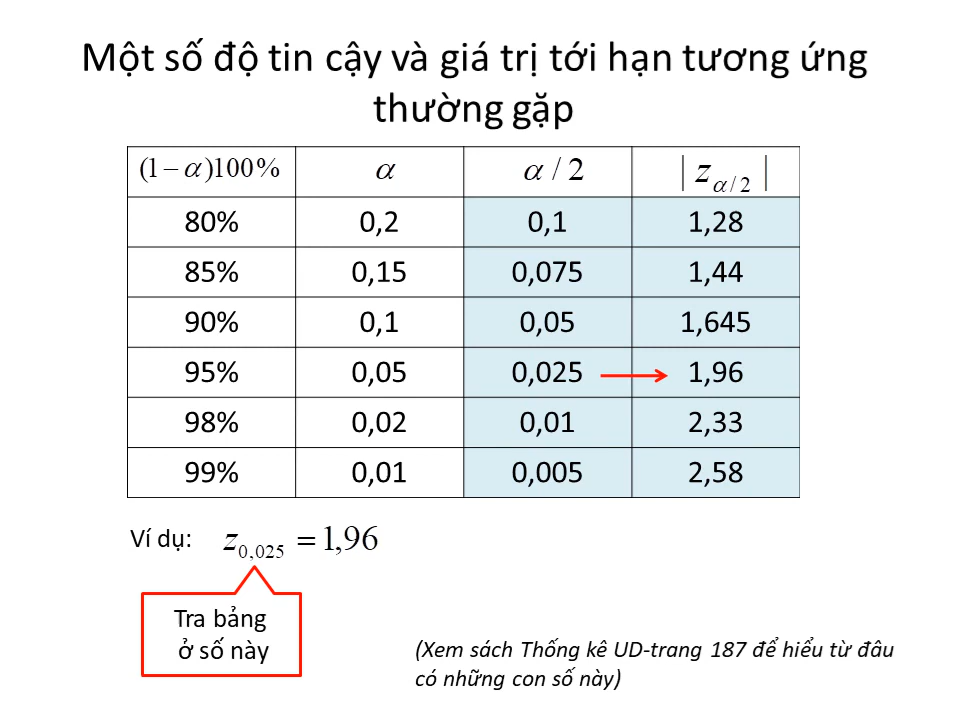 Một số độ tin cậy và giá trị tới hạn tương ứng
thường gặp
(1−α)100% α α / 2 | z_{α/2} |
80% 0,2 0,1 1,28
85% 0,15 0,075 1,44
90% 0,1 0,05 1,645
95% 0,05 0,025 1,96
98% 0,02 0,01 2,33
99% 0,01 0,005 2,58
Ví dụ: z_{0,025} = 1,96
Tra bảng
ở số này
(Xem sách Thống kê UD-trang 187 để hiểu từ đâu
có những con số này)